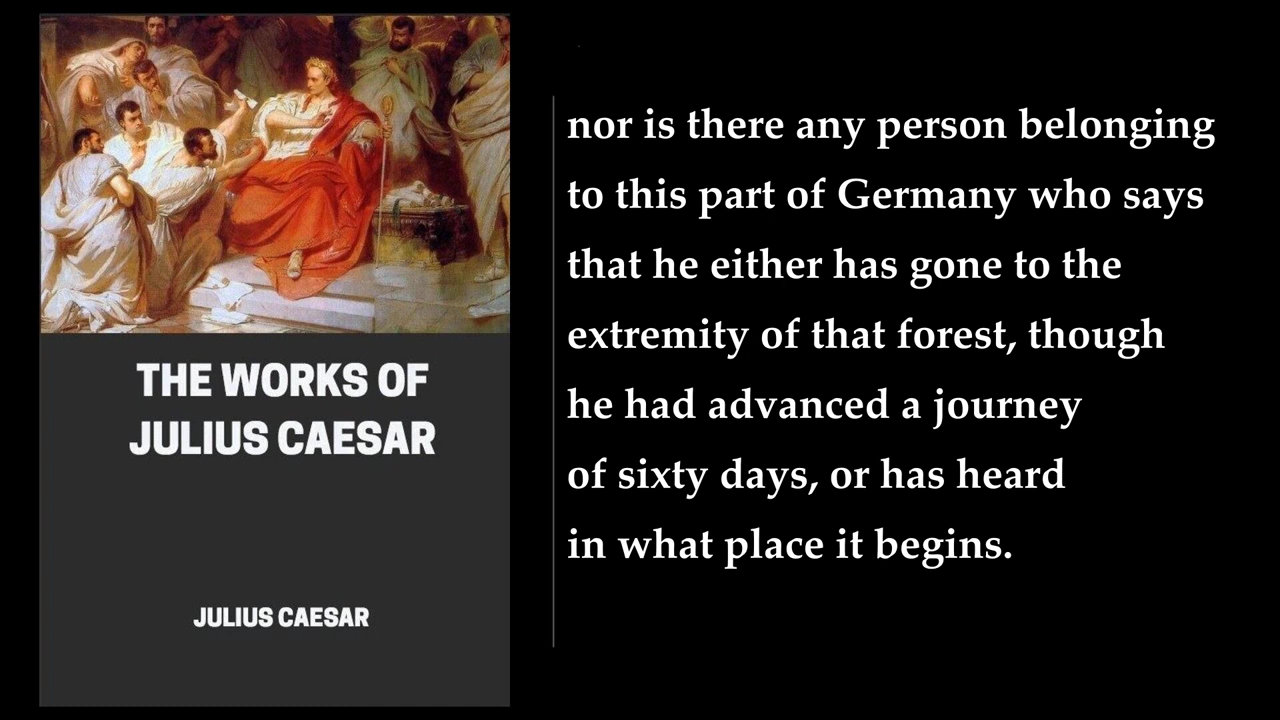 THE WORKS OF
JULIUS CAESAR
JULIUS CAESAR
nor is there any person belonging
to this part of Germany who says
that he either has gone to the
extremity of that forest, though
he had advanced a journey
of sixty days, or has heard
in what place it begins.